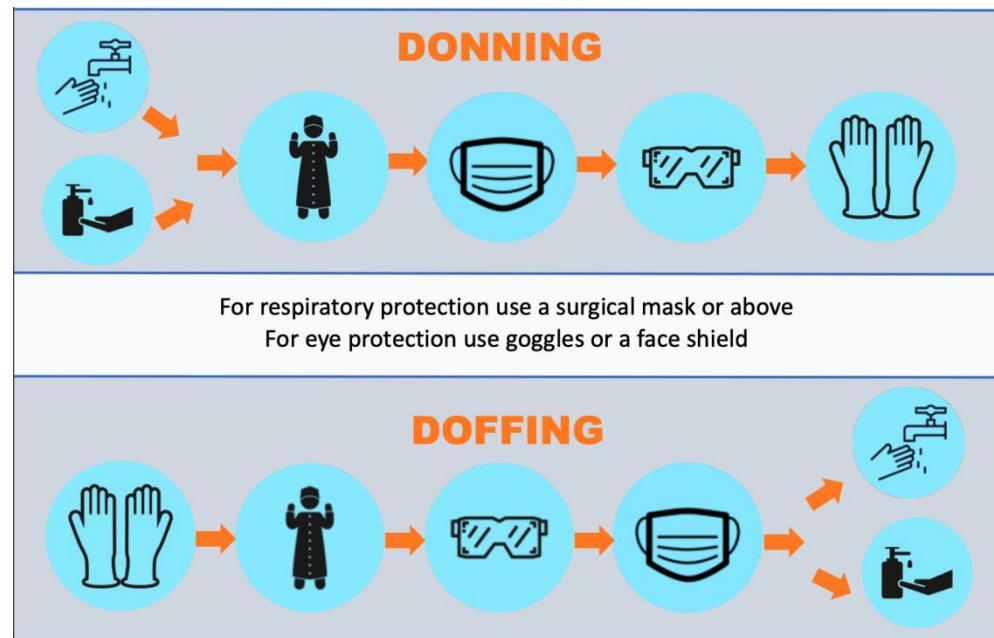 DONNING
For respiratory protection use a surgical mask or above
For eye protection use goggles or a face shield
DOFFING